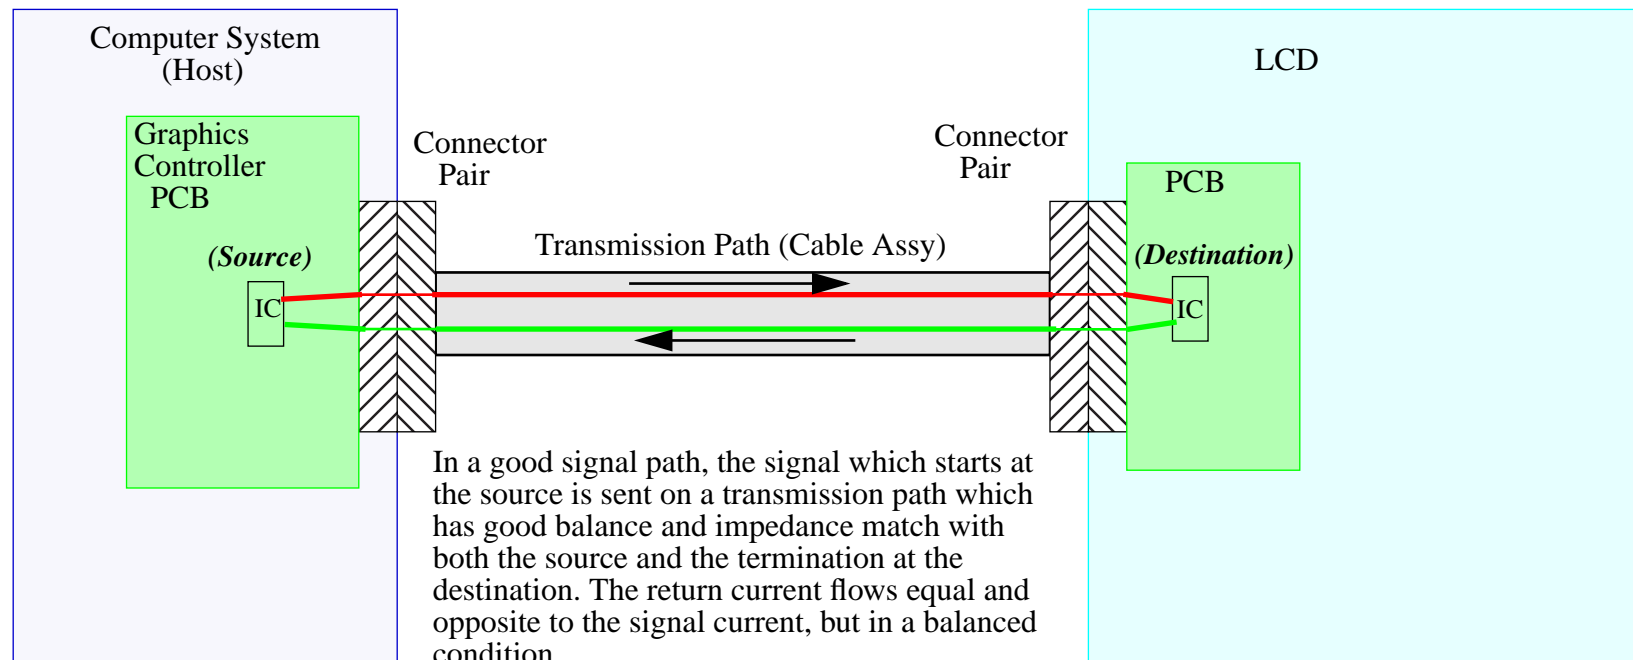 Computer System
(Host)
LCD
Graphics
Controller
PCB
Connector
Pair
Connector
Pair
PCB
(Source)
Transmission Path (Cable Assy)
(Destination)
IC
IC
In a good signal path, the signal which starts at
the source is sent on a transmission path which
has good balance and impedance match with
both the source and the termination at the
destination. The return current flows equal and
opposite to the signal current, but in a balanced
condition